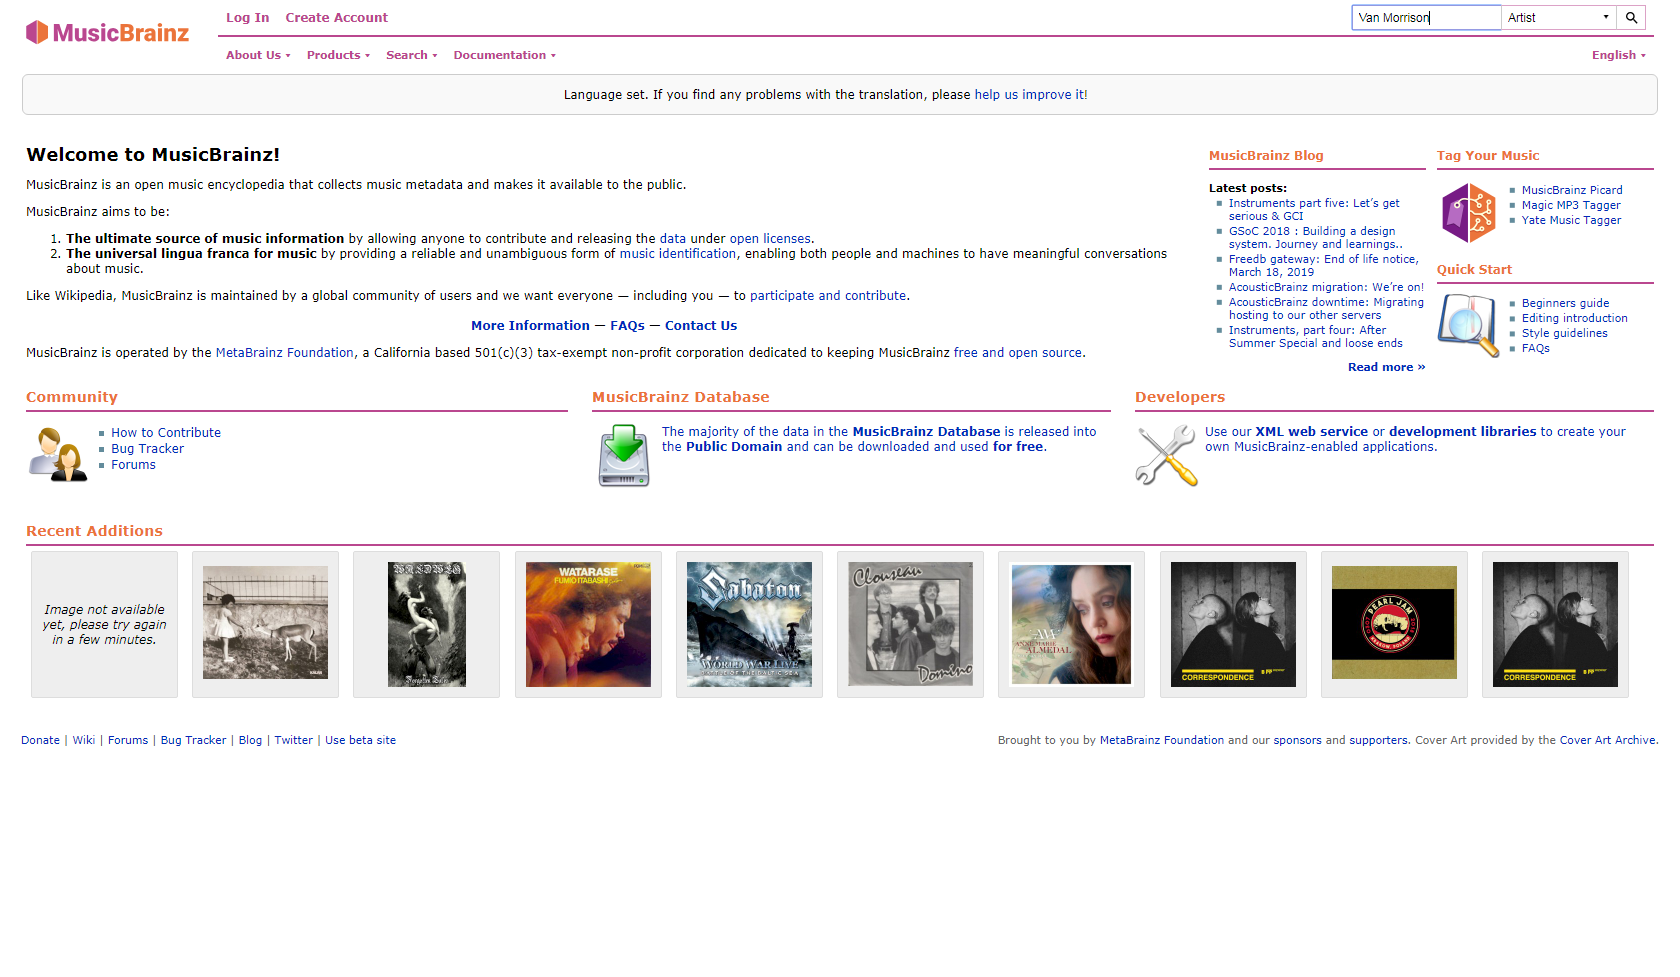 MusicBrainz
Log In Create Account
Van Morrison Artist
About Us Products Search Documentation English
Language set. If you find any problems with the translation, please help us improve it!
Welcome to MusicBrainz!
MusicBrainz is an open music encyclopedia that collects music metadata and makes it available to the public.
MusicBrainz aims to be:
1. The ultimate source of music information by allowing anyone to contribute and releasing the data under open licenses.
2. The universal lingua franca for music by providing a reliable and unambiguous form of music identification, enabling both people and machines to have meaningful conversations
about music.
Like Wikipedia, MusicBrainz is maintained by a global community of users and we want everyone — including you — to participate and contribute.
More Information — FAQs — Contact Us
MusicBrainz is operated by the MetaBrainz Foundation, a California based 501(c)(3) tax-exempt non-profit corporation dedicated to keeping MusicBrainz free and open source.
MusicBrainz Blog
Latest posts:
Instruments part five: Let’s get
serious & GCI
GSoC 2018 : Building a design
system. Journey and learnings..
Freedb gateway: End of life notice,
March 18, 2019
AcousticBrainz migration: We’re on!
AcousticBrainz downtime: Migrating
hosting to our other servers
Instruments, part four: After
Summer Special and loose ends
Read more »
Tag Your Music
MusicBrainz Picard
Magic MP3 Tagger
Yate Music Tagger
Quick Start
Beginners guide
Editing introduction
Style guidelines
FAQs
Community
How to Contribute
Bug Tracker
Forums
MusicBrainz Database
The majority of the data in the MusicBrainz Database is released into
the Public Domain and can be downloaded and used for free.
Developers
Use our XML web service or development libraries to create your
own MusicBrainz-enabled applications.
Recent Additions
Image not available
yet, please try again
in a few minutes.
WATARASE
FUMIO ITABASHI
Sabaton
WORLD WAR LIVE
BATTLE OF THE BALTIC SEA
Clouseau
Domino
ANNE MARIE
ALMEDAL
CORRESPONDENCE
PEARL JAM
CORRESPONDENCE
Donate | Wiki | Forums | Bug Tracker | Blog | Twitter | Use beta site
Brought to you by MetaBrainz Foundation and our sponsors and supporters. Cover Art provided by the Cover Art Archive.